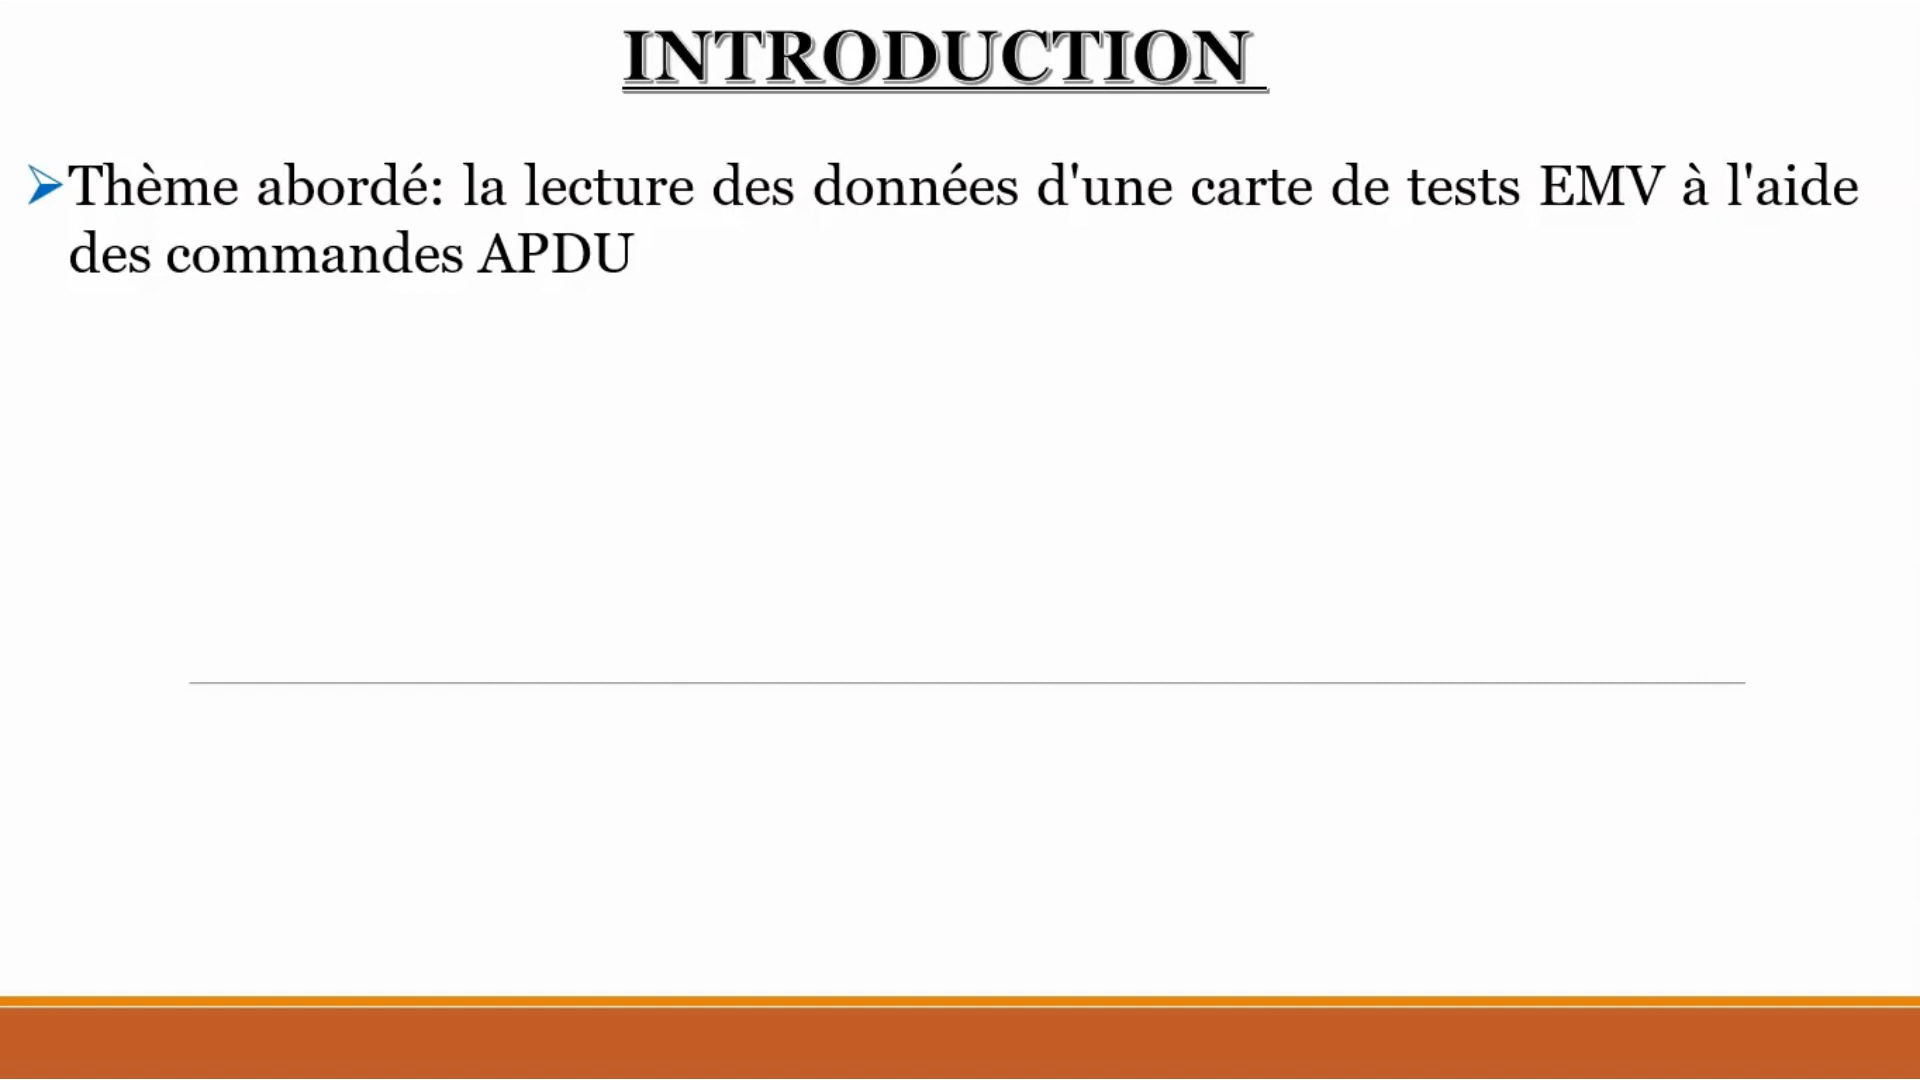 INTRODUCTION
Thème abordé: la lecture des données d'une carte de tests EMV à l'aide
des commandes APDU